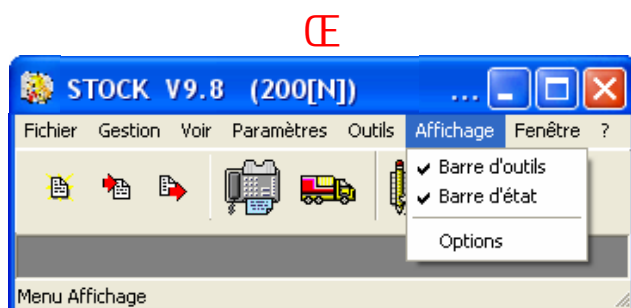 Œ
STOCK V9.8 (200[N]) ...
Fichier Gestion Voir Paramètres Outils Affichage Fenêtre ?
Barre d'outils
Barre d'état
Options
Menu Affichage